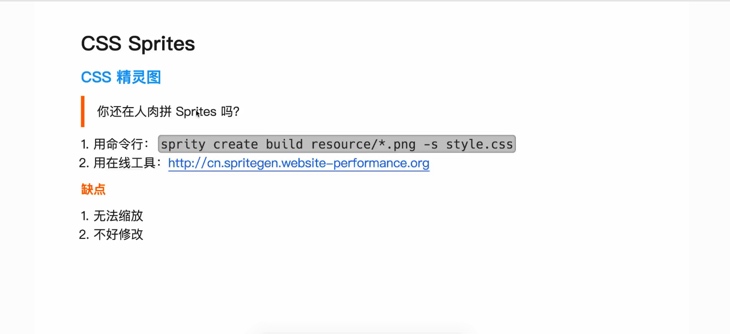 CSS Sprites
CSS 精灵图
你还在人肉拼 Sprites 吗?
1. 用命令行： sprity create build resource/*.png -s style.css
2. 用在线工具：http://cn.spritegen.website-performance.org
缺点
1. 无法缩放
2. 不好修改